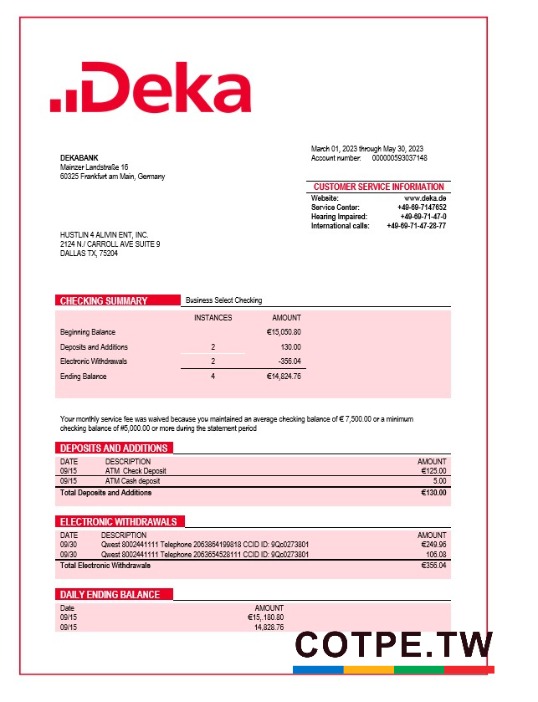 Deka
March 01, 2023 through May 30, 2023
Account number: 000000593037148
DEKABANK
Mainzer Landstraße 16
60325 Frankfurt am Main, Germany
CUSTOMER SERVICE INFORMATION
Website: www.deka.de
Service Center: +49-69-7147652
Hearing Impaired: +49-69-71-47-0
International calls: +49-69-71-47-28-77
HUSTLIN 4 ALIVIN ENT, INC.
2124 N./ CARROLL AVE SUITE 9
DALLAS TX, 75204
CHECKING SUMMARY Business Select Checking
INSTANCES AMOUNT
Beginning Balance €15,050.80
Deposits and Additions 2 130.00
Electronic Withdrawals 2 -356.04
Ending Balance 4 €14,824.76
Your monthly service fee was waived because you maintained an average checking balance of € 7,500.00 or a minimum
checking balance of #5,000.00 or more during the statement period
DEPOSITS AND ADDITIONS
DATE DESCRIPTION AMOUNT
09/15 ATM Check Deposit €125.00
09/15 ATM Cash deposit 5.00
Total Deposits and Additions €130.00
ELECTRONIC WITHDRAWALS
DATE DESCRIPTION AMOUNT
09/30 Qwest 8002441111 Telephone 2063864199818 CCID ID: 9Qc0273801 €249.96
09/30 Qwest 8002441111 Telephone 2063654528111 CCID ID: 9Qc0273801 106.08
Total Electronic Withdrawals €356.04
DAILY ENDING BALANCE
Date AMOUNT
09/15 €15,.180.80
09/15 14,828.76
COTPE.TW